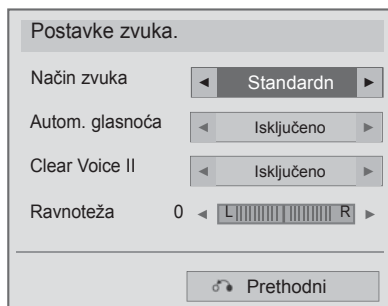 Postavke zvuka.
Način zvuka ◄ Standardn ►
Autom. glasnoća ◄ Isključeno ►
Clear Voice II ◄ Isključeno ►
Ravnoteža 0 ◄ L R ►
Prethodni